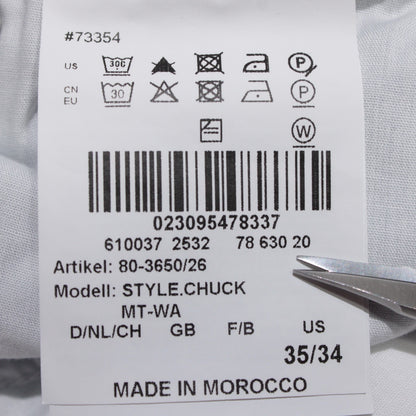 #73354
US 30C P
CN
EU 30 P
W
023095478337
610037 2532 78 630 20
Artikel: 80-3650/26
Modell: STYLE.CHUCK
MT-WA
D/NL/CH GB F/B US
35/34
MADE IN MOROCCO